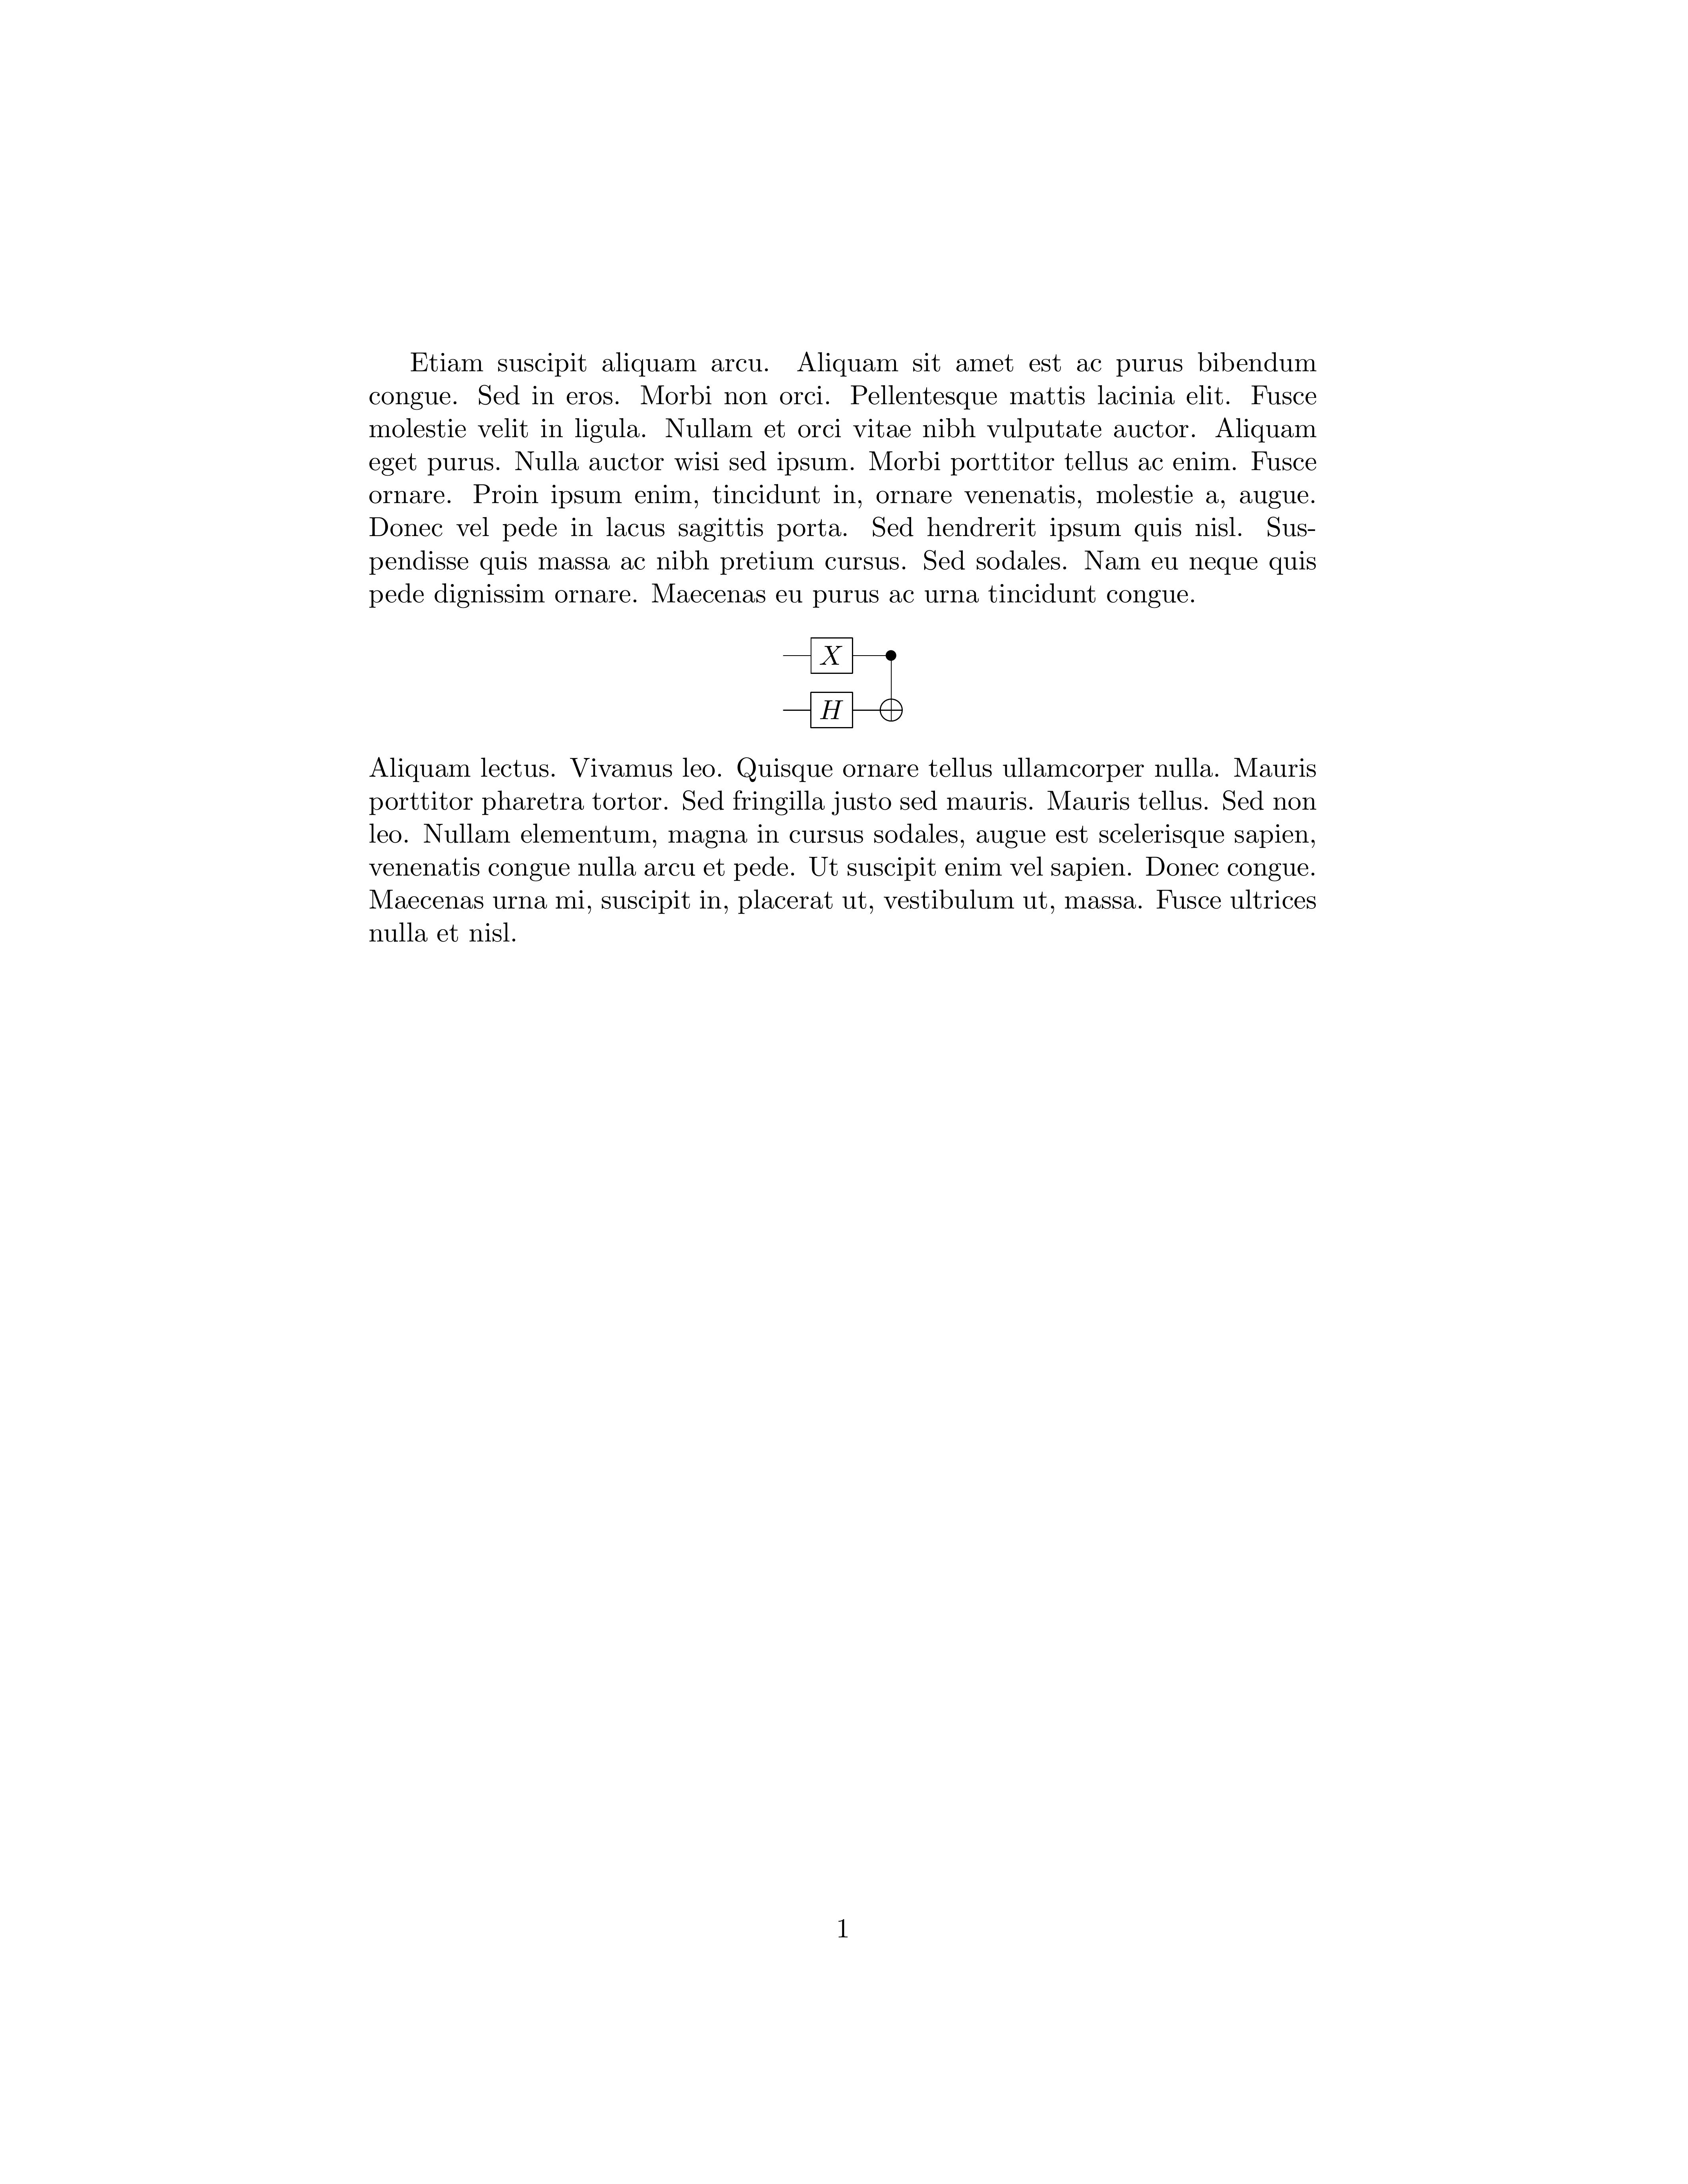 Etiam suscipit aliquam arcu. Aliquam sit amet est ac purus bibendum
congue. Sed in eros. Morbi non orci. Pellentesque mattis lacinia elit. Fusce
molestie velit in ligula. Nullam et orci vitae nibh vulputate auctor. Aliquam
eget purus. Nulla auctor wisi sed ipsum. Morbi porttitor tellus ac enim. Fusce
ornare. Proin ipsum enim, tincidunt in, ornare venenatis, molestie a, augue.
Donec vel pede in lacus sagittis porta. Sed hendrerit ipsum quis nisl. Sus-
pendisse quis massa ac nibh pretium cursus. Sed sodales. Nam eu neque quis
pede dignissim ornare. Maecenas eu purus ac urna tincidunt congue.
X
H
Aliquam lectus. Vivamus leo. Quisque ornare tellus ullamcorper nulla. Mauris
porttitor pharetra tortor. Sed fringilla justo sed mauris. Mauris tellus. Sed non
leo. Nullam elementum, magna in cursus sodales, augue est scelerisque sapien,
venenatis congue nulla arcu et pede. Ut suscipit enim vel sapien. Donec congue.
Maecenas urna mi, suscipit in, placerat ut, vestibulum ut, massa. Fusce ultrices
nulla et nisl.
1